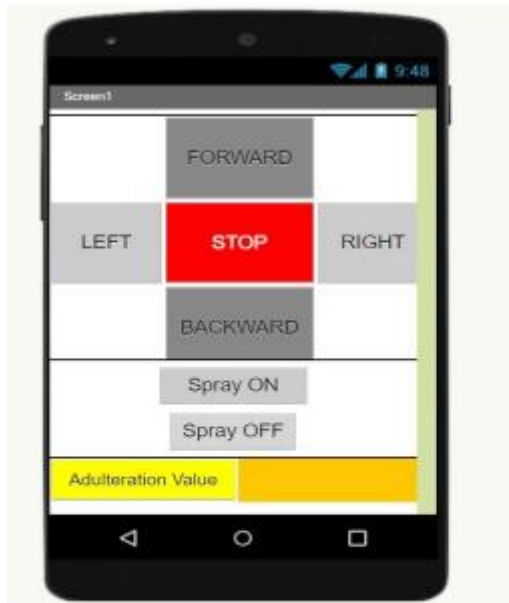 9:48
Screen1
FORWARD
LEFT STOP RIGHT
BACKWARD
Spray ON
Spray OFF
Adulteration Value